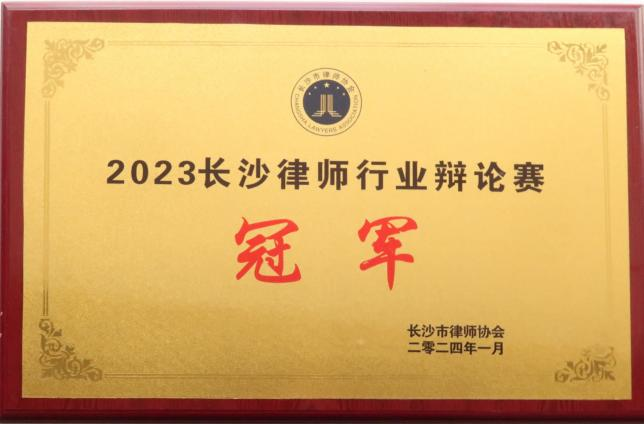 长沙市律师协会
CHANGSHA LAWYERS ASSOCIATION
2023长沙律师行业辩论赛
冠军
长沙市律师协会
二零二四年一月